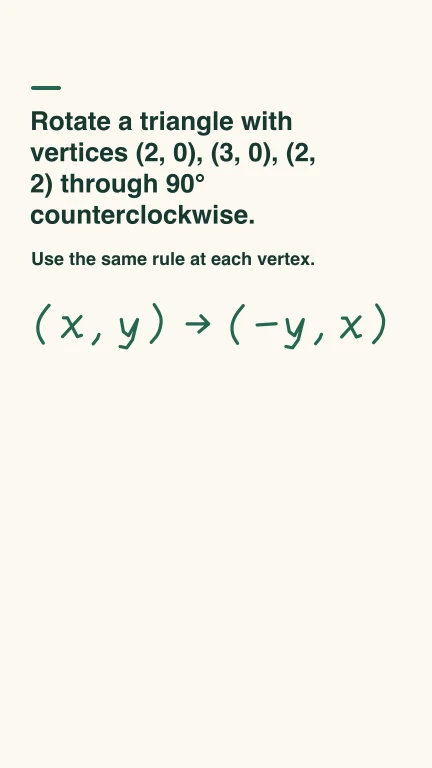 Rotate a triangle with
vertices (2, 0), (3, 0), (2,
2) through 90°
counterclockwise.
Use the same rule at each vertex.
(x, y) → (−y, x)